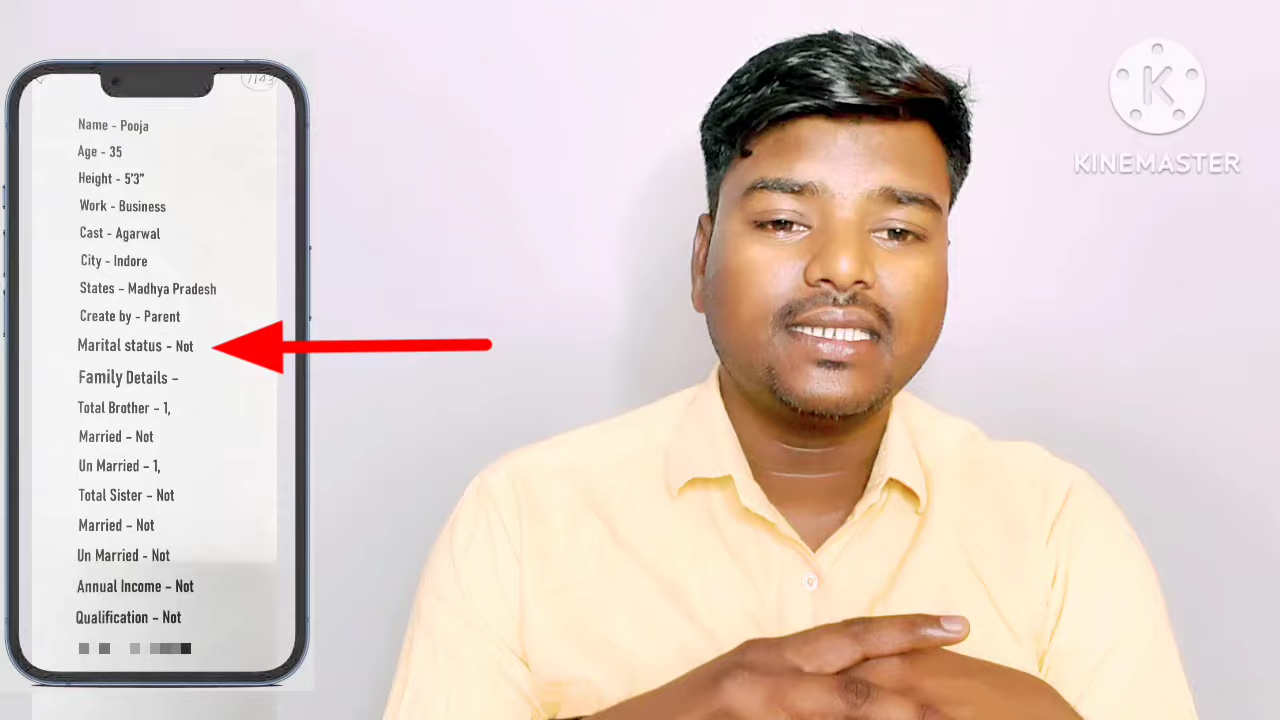 1143
Name - Pooja
Age - 35
Height - 5'3"
Work - Business
Cast - Agarwal
City - Indore
States - Madhya Pradesh
Create by - Parent
Marital status - Not
Family Details -
Total Brother - 1,
Married - Not
Un Married - 1,
Total Sister - Not
Married - Not
Un Married - Not
Annual Income - Not
Qualification - Not
K
KINEMASTER